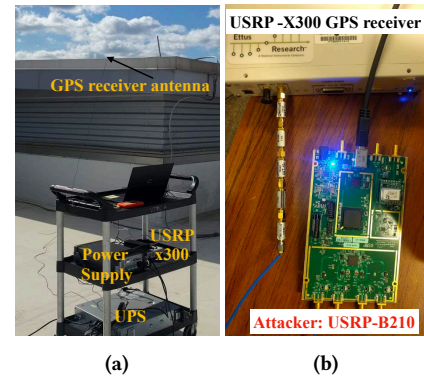 GPS receiver antenna
USRP
x300
Power
Supply
UPS
(a)
USRP -X300 GPS receiver
Ettus
Research
Attacker: USRP-B210
(b)